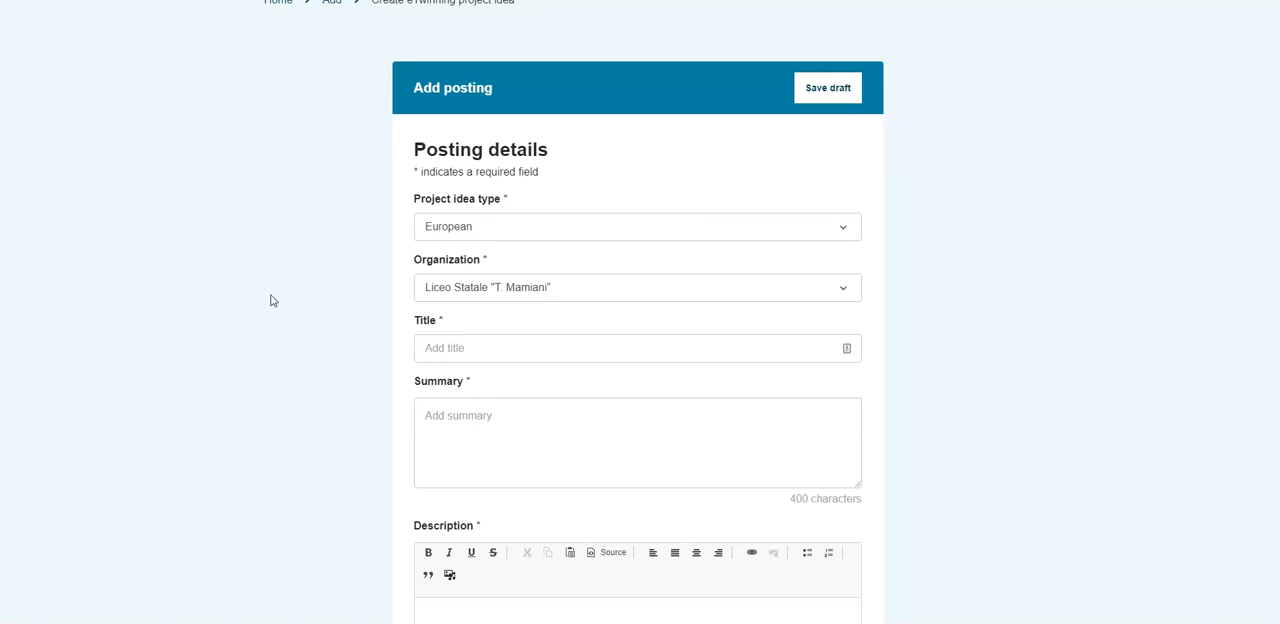 Home > Add > Create eTwinning project idea
Add posting
Save draft
Posting details
* indicates a required field
Project idea type *
European
Organization *
Liceo Statale "T. Mamiani"
Title *
Add title
Summary *
Add summary
400 characters
Description *
B I U S Source